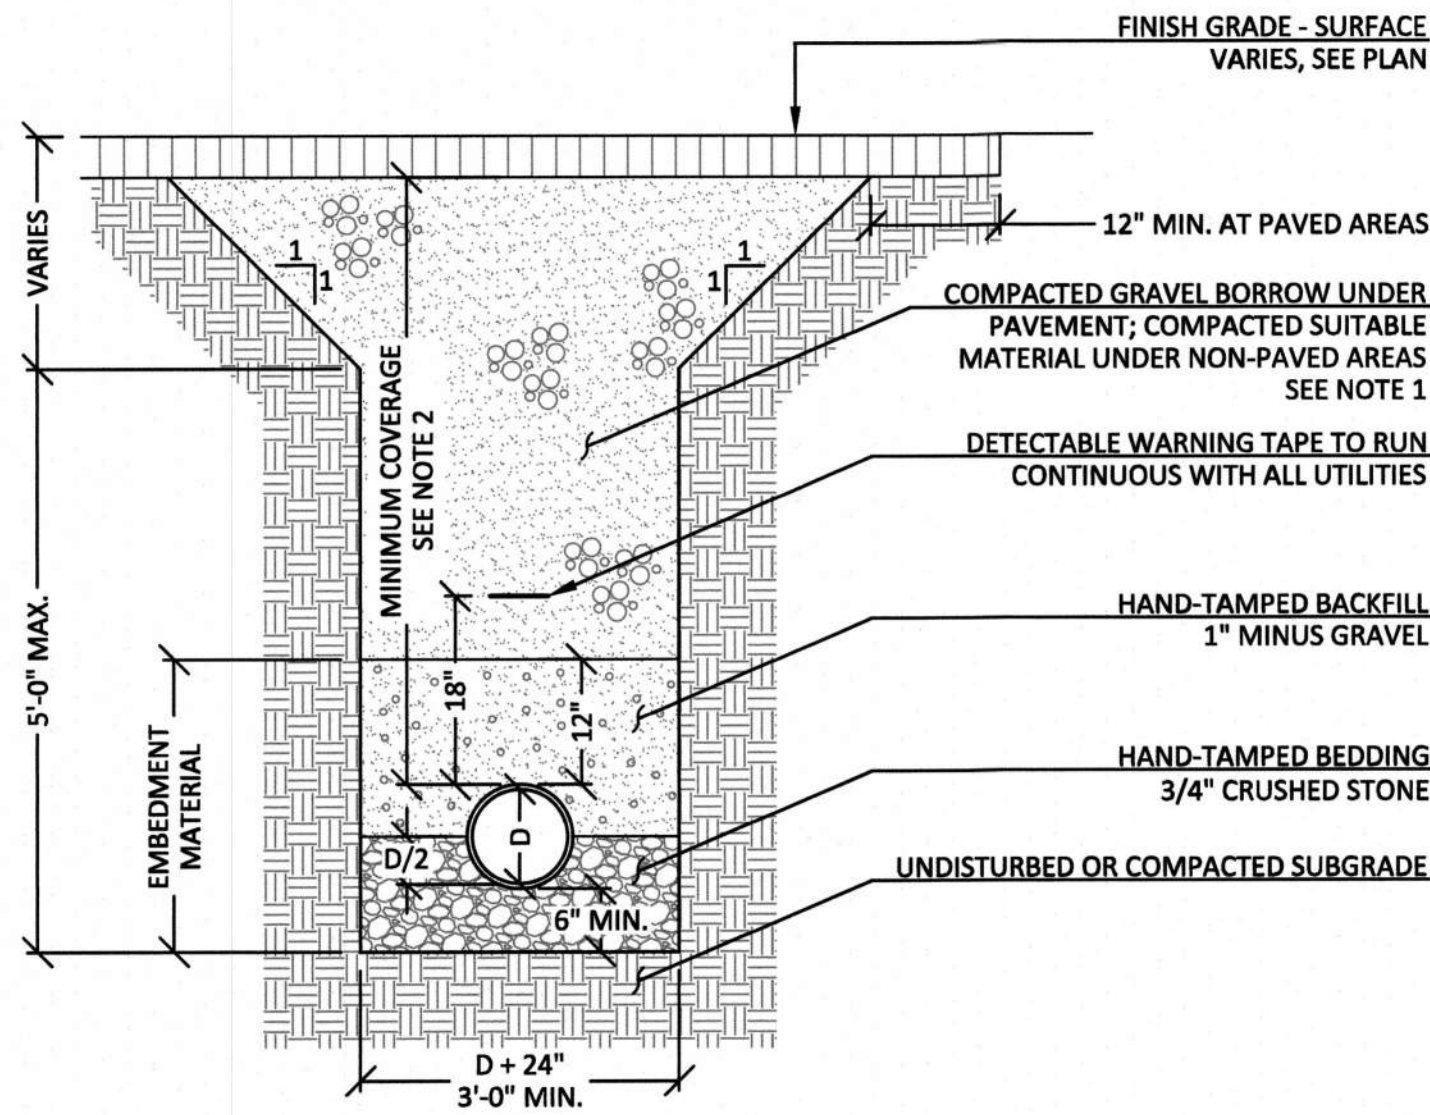 FINISH GRADE - SURFACE
VARIES, SEE PLAN
12" MIN. AT PAVED AREAS
VARIES
1
1
1
1
COMPACTED GRAVEL BORROW UNDER
PAVEMENT; COMPACTED SUITABLE
MATERIAL UNDER NON-PAVED AREAS
SEE NOTE 1
MINIMUM COVERAGE
SEE NOTE 2
DETECTABLE WARNING TAPE TO RUN
CONTINUOUS WITH ALL UTILITIES
5'-0" MAX.
HAND-TAMPED BACKFILL
1" MINUS GRAVEL
18"
12"
EMBEDMENT
MATERIAL
HAND-TAMPED BEDDING
3/4" CRUSHED STONE
D
D/2
UNDISTURBED OR COMPACTED SUBGRADE
6" MIN.
D + 24"
3'-0" MIN.